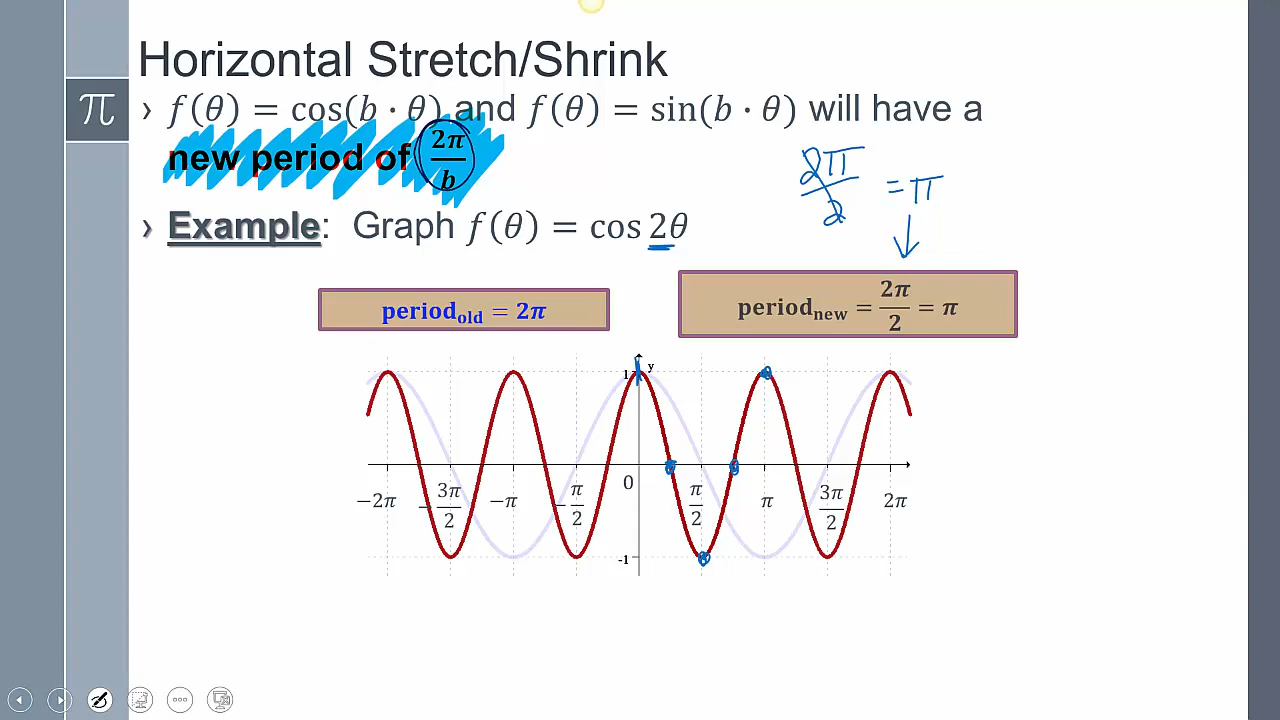 Horizontal Stretch/Shrink
π
› f(θ) = cos(b · θ) and f(θ) = sin(b · θ) will have a
new period of 2π/b
2π/2 = π
› Example: Graph f(θ) = cos 2θ
period_old = 2π
period_new = 2π/2 = π
y
1
0
−2π −3π/2 −π −π/2 π/2 π 3π/2 2π
-1